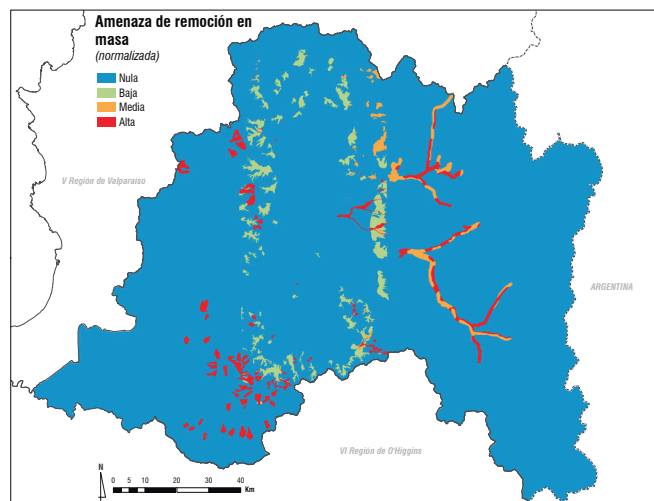 Amenaza de remoción en
masa
(normalizada)
Nula
Baja
Media
Alta
V Región de Valparaíso
ARGENTINA
VI Región de O'Higgins
N
0 5 10 20 30 40
Km